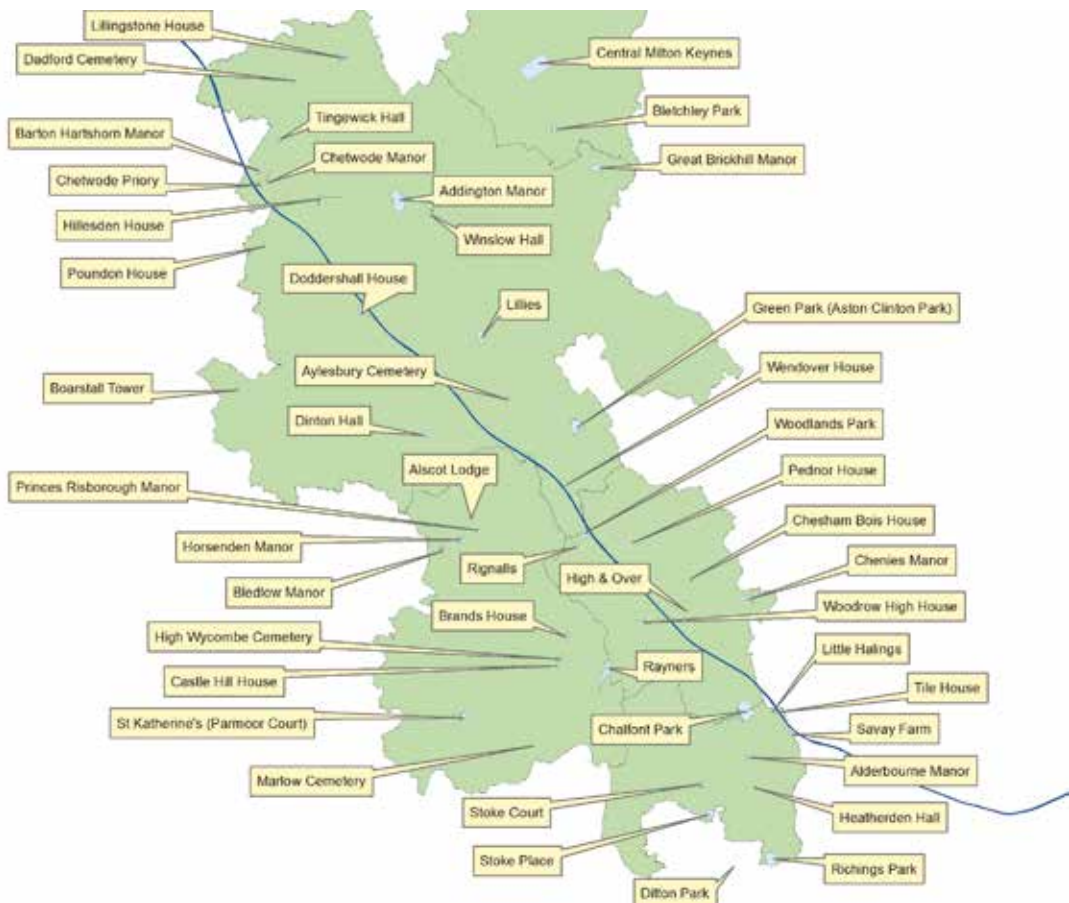 Lillingstone House
Central Milton Keynes
Dadford Cemetery
Bletchley Park
Tingewick Hall
Barton Hartshorn Manor
Chetwode Manor
Great Brickhill Manor
Chetwode Priory
Addington Manor
Hillesden House
Winslow Hall
Poundon House
Doddershall House
Lillies
Green Park (Aston Clinton Park)
Aylesbury Cemetery
Wendover House
Boarstall Tower
Dinton Hall
Woodlands Park
Alscot Lodge
Pednor House
Princes Risborough Manor
Chesham Bois House
Horsenden Manor
Rignalls
High & Over
Chenies Manor
Bledlow Manor
Woodrow High House
Brands House
High Wycombe Cemetery
Little Halings
Rayners
Castle Hill House
Tile House
St Katherine's (Parmoor Court)
Chalfont Park
Savay Farm
Marlow Cemetery
Alderbourne Manor
Stoke Court
Heatherden Hall
Stoke Place
Richings Park
Ditton Park